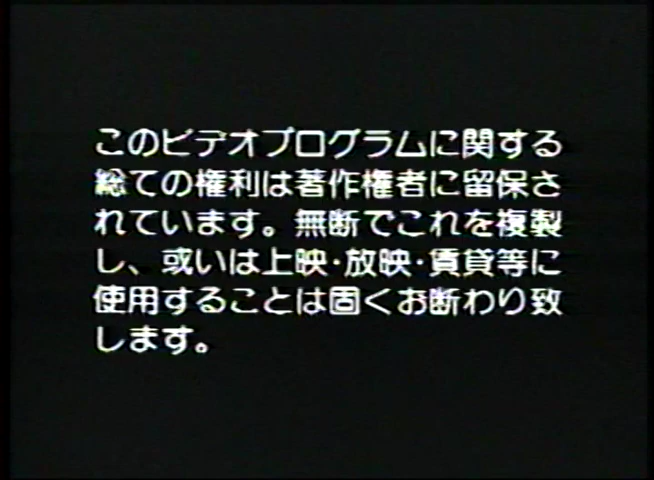 このビデオプログラムに関する
総ての権利は著作権者に留保さ
れています。無断でこれを複製
し、或いは上映・放映・賃貸等に
使用することは固くお断わり致
します。